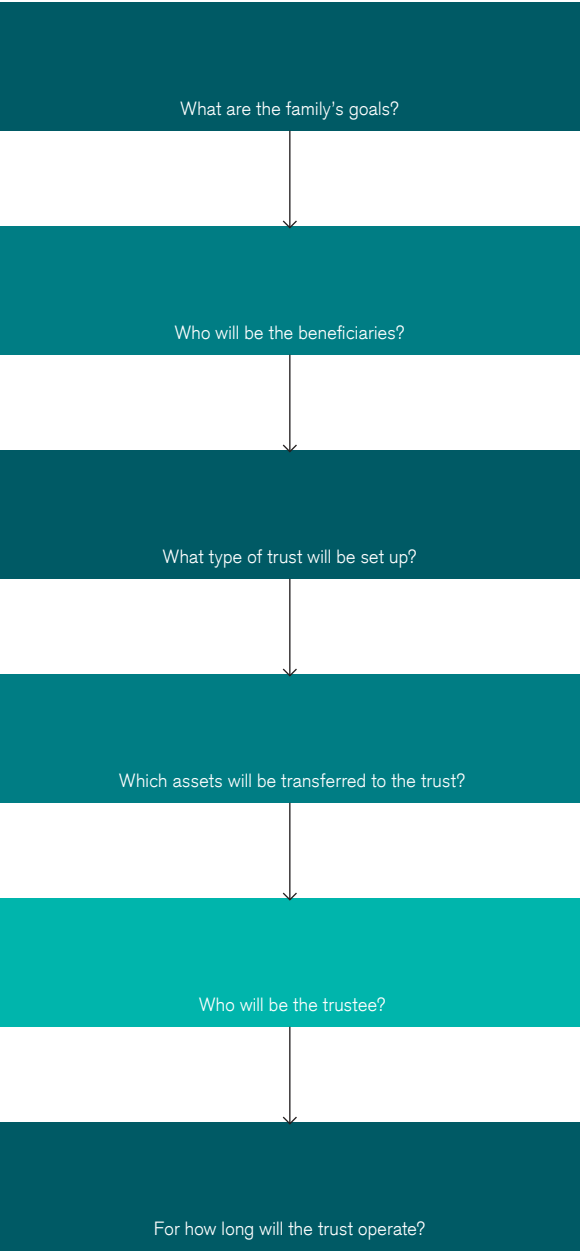 What are the family's goals?
Who will be the beneficiaries?
What type of trust will be set up?
Which assets will be transferred to the trust?
Who will be the trustee?
For how long will the trust operate?